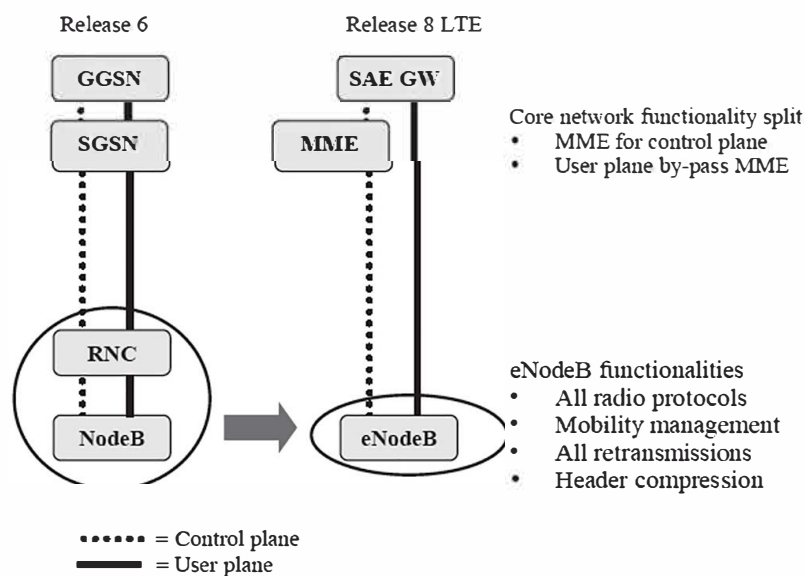 Release 6
Release 8 LTE
GGSN
SAE GW
SGSN
MME
Core network functionality split
• MME for control plane
• User plane by-pass MME
RNC
NodeB
eNodeB
eNodeB functionalities
• All radio protocols
• Mobility management
• All retransmissions
• Header compression
= Control plane
= User plane